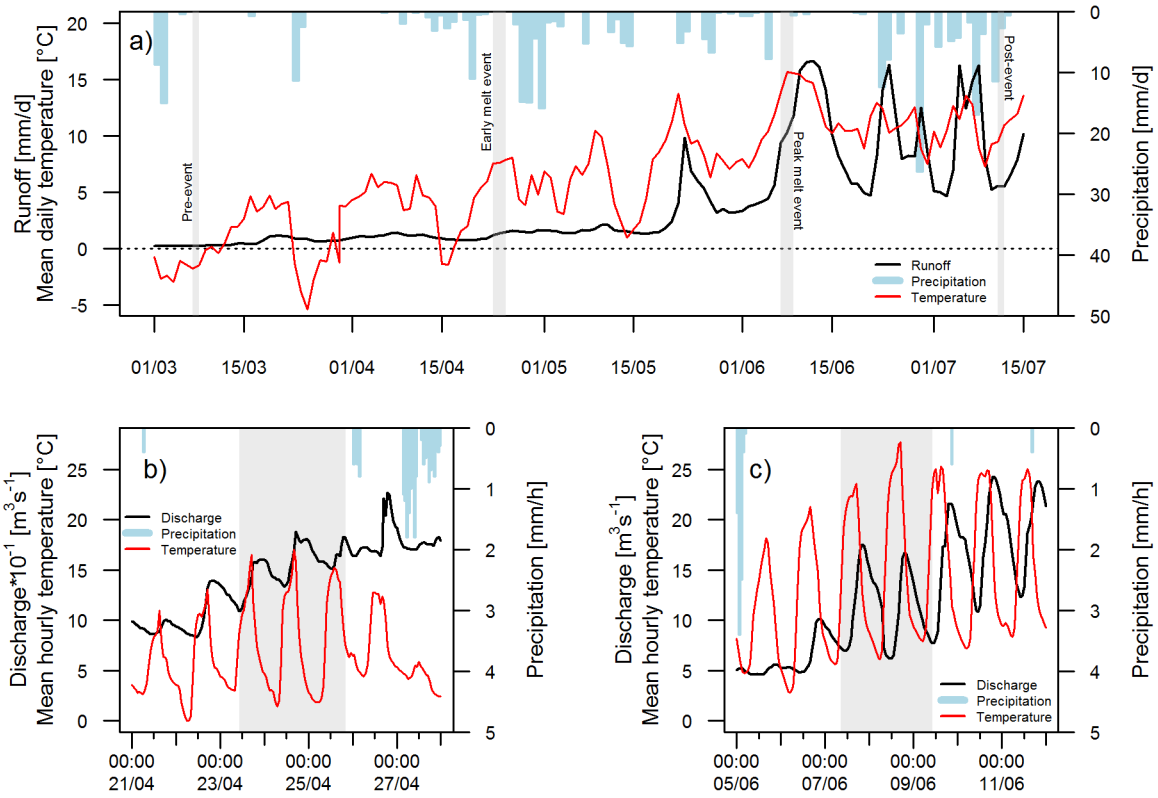 a)
Runoff [mm/d]
Mean daily temperature [°C]
20
15
10
5
0
-5
Pre-event
Early melt event
Peak melt event
Post-event
Runoff
Precipitation
Temperature
0
10
20
30
40
50
Precipitation [mm/d]
01/03
15/03
01/04
15/04
01/05
15/05
01/06
15/06
01/07
15/07
b)
Discharge*10⁻¹ [m³s⁻¹]
Mean hourly temperature [°C]
25
20
15
10
5
0
Discharge
Precipitation
Temperature
0
1
2
3
4
5
Precipitation [mm/h]
00:00 00:00 00:00 00:00
21/04 23/04 25/04 27/04
c)
Discharge [m³s⁻¹]
Mean hourly temperature [°C]
25
20
15
10
5
0
Discharge
Precipitation
Temperature
0
1
2
3
4
5
Precipitation [mm/h]
00:00 00:00 00:00 00:00
05/06 07/06 09/06 11/06